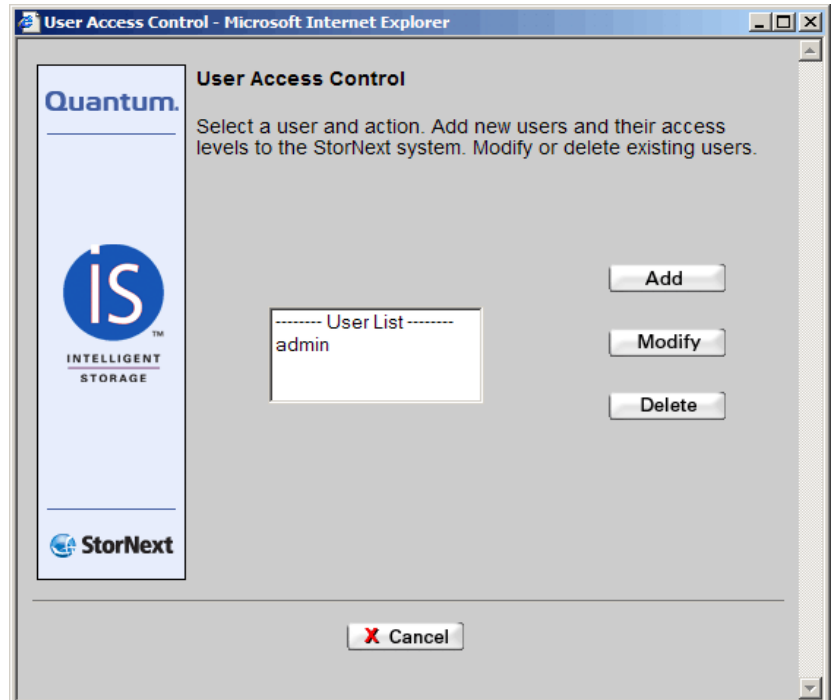 User Access Control - Microsoft Internet Explorer
Quantum.
User Access Control
Select a user and action. Add new users and their access
levels to the StorNext system. Modify or delete existing users.
iS
TM
INTELLIGENT
STORAGE
-------- User List --------
admin
Add
Modify
Delete
StorNext
X Cancel